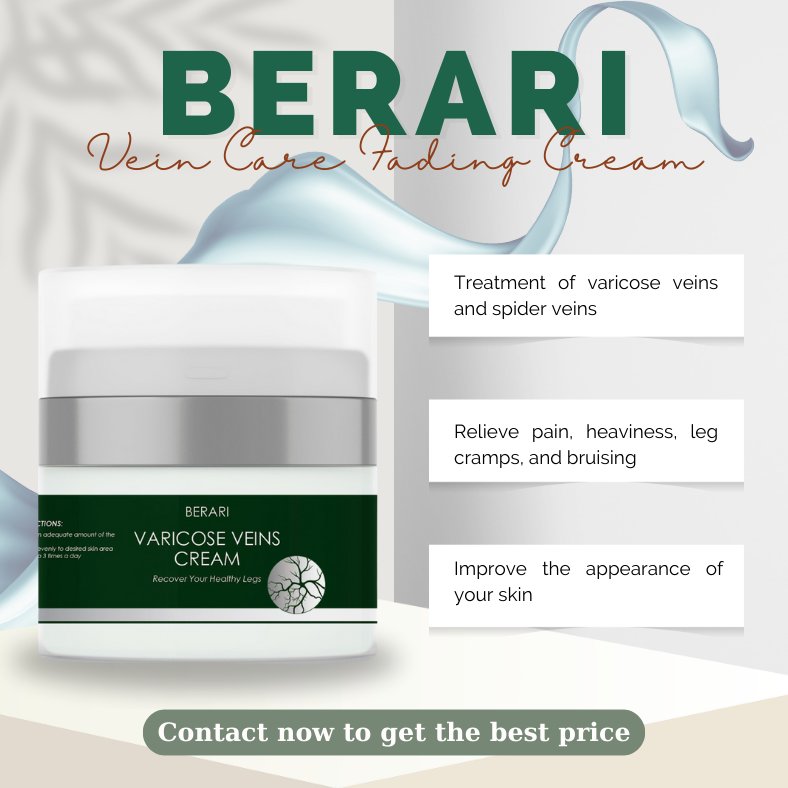 BERARI
Vein Care Fading Cream
Treatment of varicose veins
and spider veins
Relieve pain, heaviness, leg
cramps, and bruising
Improve the appearance of
your skin
CTIONS:
n adequate amount of the
evenly to desired skin area
o 3 times a day
BERARI
VARICOSE VEINS
CREAM
Recover Your Healthy Legs
Contact now to get the best price